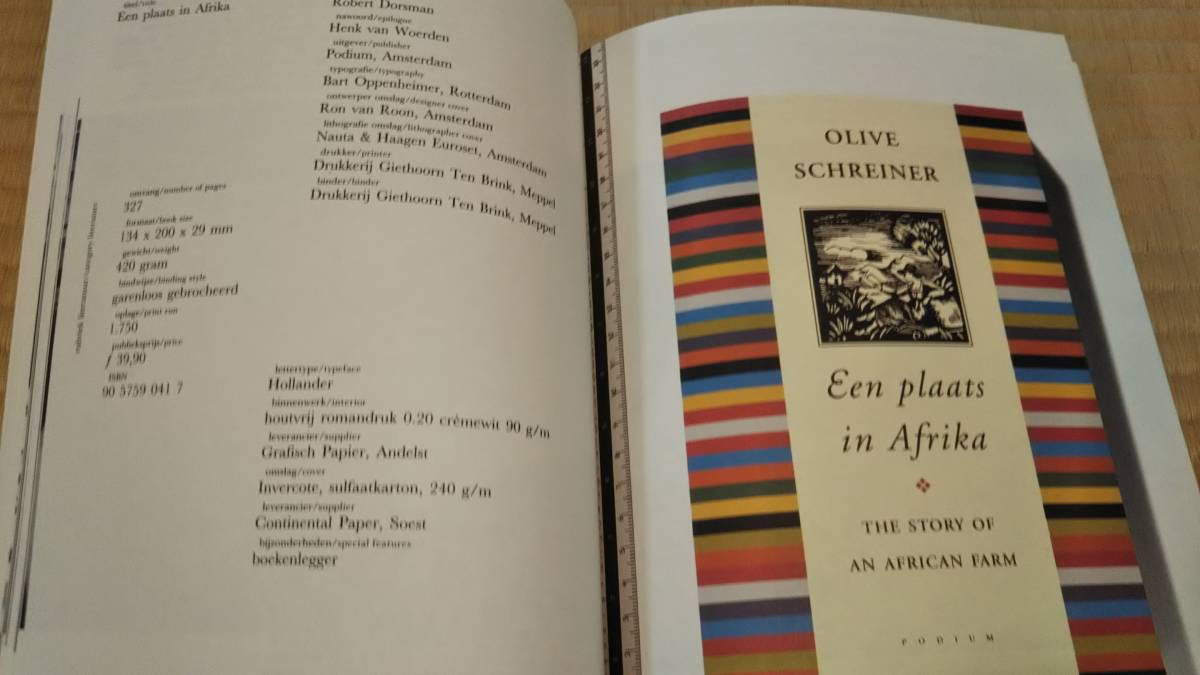 titel/title
Een plaats in Afrika
Robert Dorsman
nawoord/epilogue
Henk van Woerden
uitgever/publisher
Podium, Amsterdam
typografie/typography
Bart Oppenheimer, Rotterdam
ontwerper omslag/designer cover
Ron van Roon, Amsterdam
lithografie omslag/lithographer cover
Nauta & Haagen Euroset, Amsterdam
drukker/printer
Drukkerij Giethoorn Ten Brink, Meppel
binder/binder
Drukkerij Giethoorn Ten Brink, Meppel
omvang/number of pages
327
formaat/book size
134 x 200 x 29 mm
gewicht/weight
420 gram
bindwijze/binding style
garenloos gebrocheerd
oplage/print run
1.750
publieksprijs/price
ƒ 39,90
ISBN
90 5759 041 7
rubriek literatuur/category literature
lettertype/typeface
Hollander
binnenwerk/interior
houtvrij romandruk 0.20 crèmewit 90 g/m
leverancier/supplier
Grafisch Papier, Andelst
omslag/cover
Invercote, sulfaatkarton, 240 g/m
leverancier/supplier
Continental Paper, Soest
bijzonderheden/special features
boekenlegger
OLIVE
SCHREINER
Een plaats
in Afrika
THE STORY OF
AN AFRICAN FARM
PODIUM